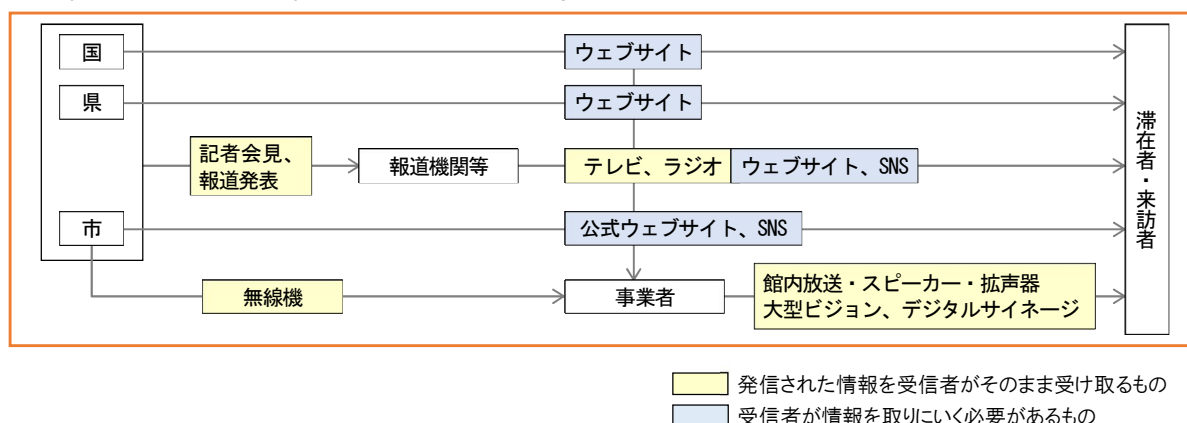 国
ウェブサイト
県
ウェブサイト
記者会見、
報道発表
報道機関等
テレビ、ラジオ
ウェブサイト、SNS
市
公式ウェブサイト、SNS
無線機
事業者
館内放送・スピーカー・拡声器
大型ビジョン、デジタルサイネージ
滞在者・来訪者
発信された情報を受信者がそのまま受け取るもの
受信者が情報を取りにいく必要があるもの